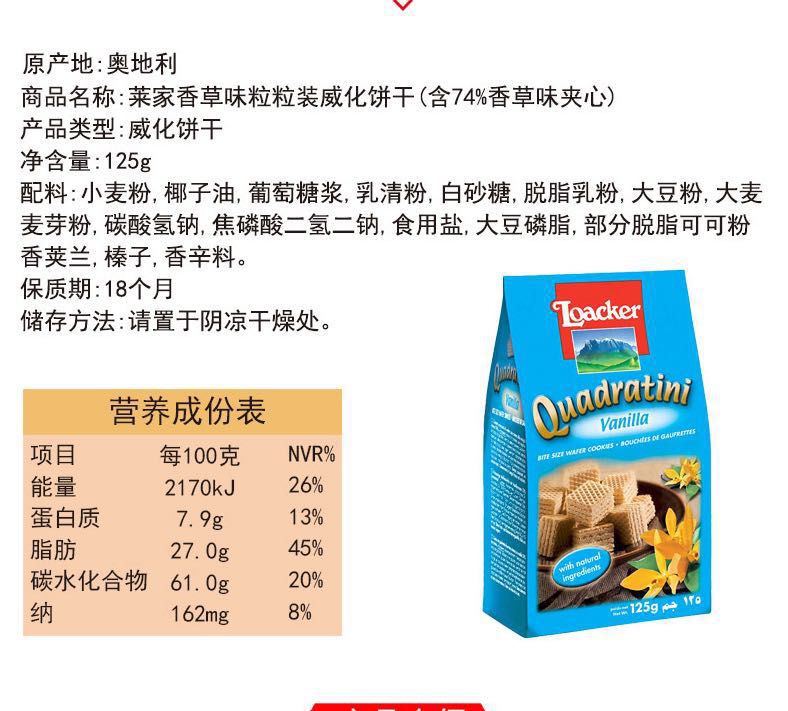 原产地:奥地利
商品名称:莱家香草味粒粒装威化饼干(含74%香草味夹心)
产品类型:威化饼干
净含量:125g
配料:小麦粉,椰子油,葡萄糖浆,乳清粉,白砂糖,脱脂乳粉,大豆粉,大麦
麦芽粉,碳酸氢钠,焦磷酸二氢二钠,食用盐,大豆磷脂,部分脱脂可可粉
香荚兰,榛子,香辛料。
保质期:18个月
储存方法:请置于阴凉干燥处。
营养成份表
项目 每100克 NVR%
能量 2170kJ 26%
蛋白质 7.9g 13%
脂肪 27.0g 45%
碳水化合物 61.0g 20%
纳 162mg 8%
Loacker
Quadratini
Vanilla
BITE SIZE WAFER COOKIES • BOUCHÉES DE GAUFRETTES
with natural
ingredients
125g جم ١٢٥